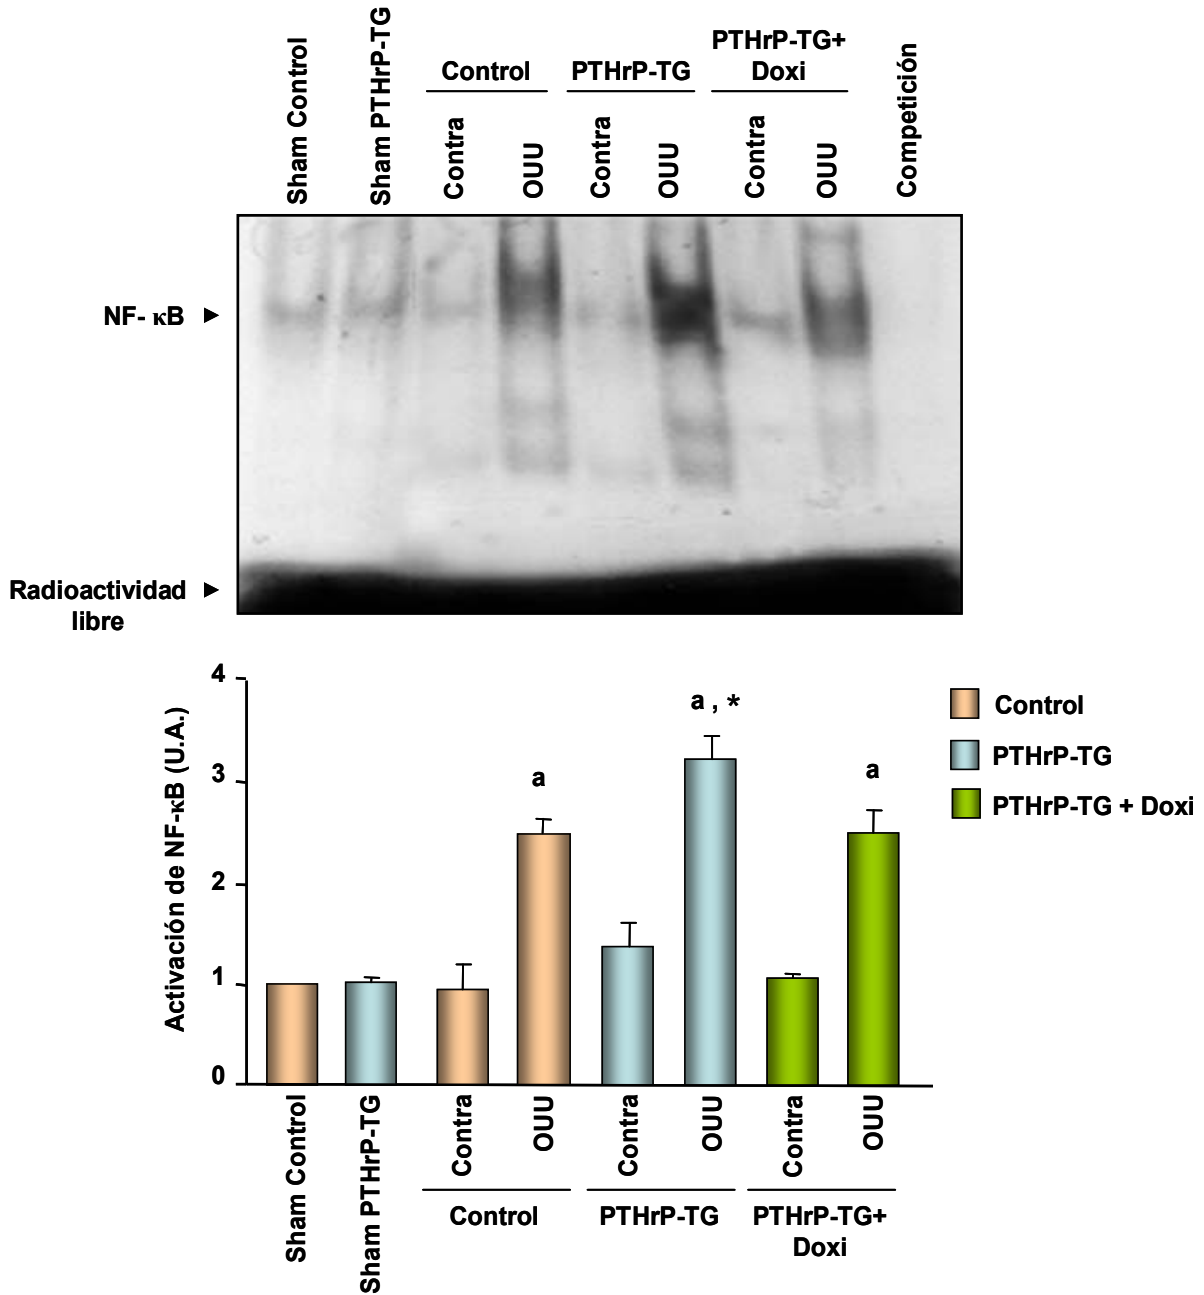 Sham Control
Sham PTHrP-TG
Control
PTHrP-TG
PTHrP-TG+
Doxi
Contra
OUU
Contra
OUU
Contra
OUU
Competición
NF- κB
Radioactividad
libre
Activación de NF-κB (U.A.)
4
3
2
1
0
a
a , *
a
Control
PTHrP-TG
PTHrP-TG + Doxi
Sham Control
Sham PTHrP-TG
Contra
OUU
Contra
OUU
Contra
OUU
Control
PTHrP-TG
PTHrP-TG+
Doxi